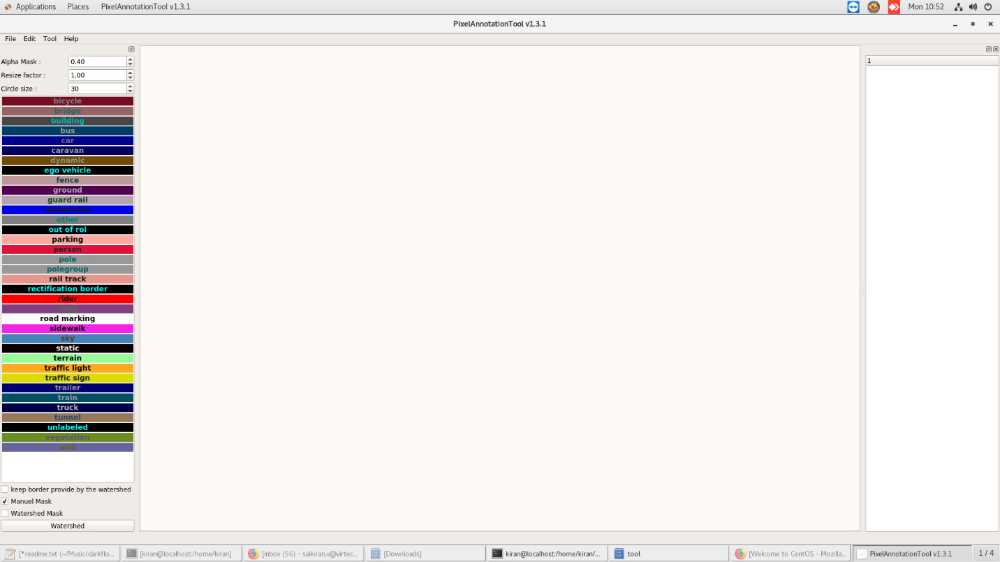 Applications Places PixelAnnotationTool v1.3.1 Mon 10:52
PixelAnnotationTool v1.3.1
File Edit Tool Help
Alpha Mask : 0.40
Resize factor : 1.00
Circle size : 30
1
bicycle
bridge
building
bus
car
caravan
dynamic
ego vehicle
fence
ground
guard rail
motorcycle
other
out of roi
parking
person
pole
polegroup
rail track
rectification border
rider
road
road marking
sidewalk
sky
static
terrain
traffic light
traffic sign
trailer
train
truck
tunnel
unlabeled
vegetation
wall
keep border provide by the watershed
Manuel Mask
Watershed Mask
Watershed
[*readme.txt (~/Music/darkflo... [kiran@localhost:/home/kiran] [Inbox (56) - saikiran.v@virtec... [Downloads] kiran@localhost:/home/kiran/... tool [Welcome to CentOS - Mozilla... PixelAnnotationTool v1.3.1 1 / 4